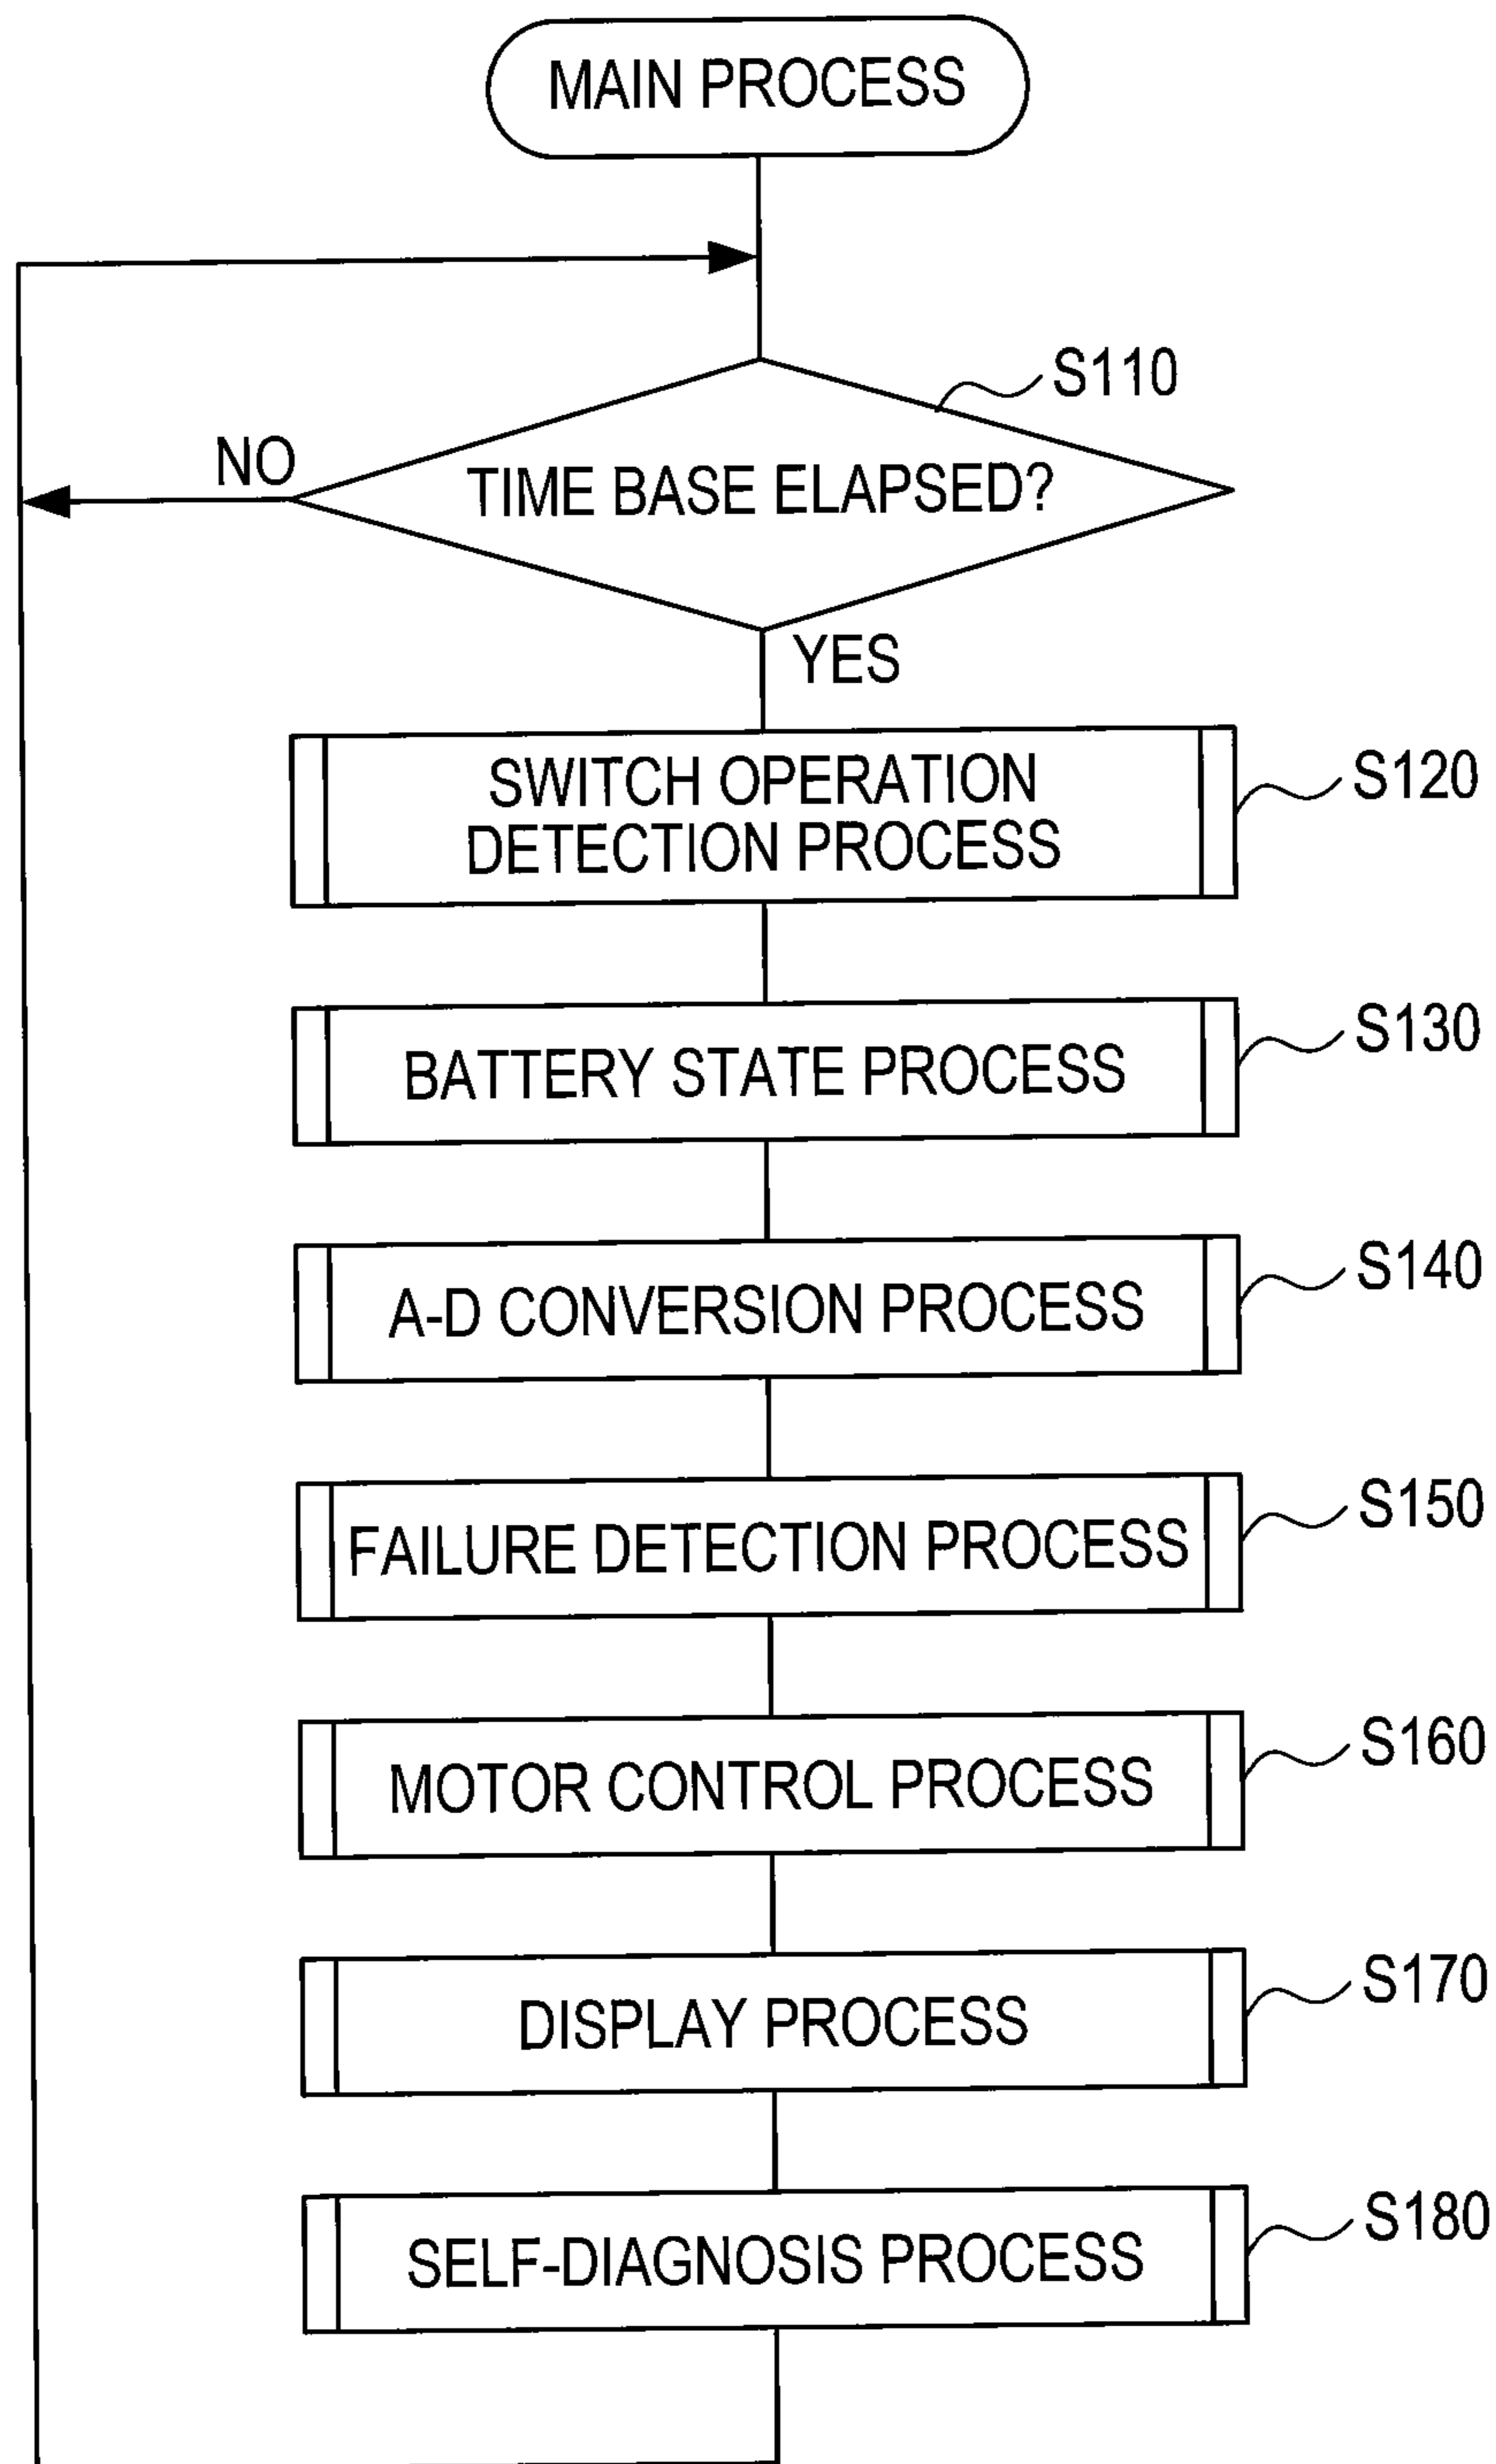 MAIN PROCESS
S110
NO
TIME BASE ELAPSED?
YES
SWITCH OPERATION
DETECTION PROCESS
S120
BATTERY STATE PROCESS
S130
A-D CONVERSION PROCESS
S140
FAILURE DETECTION PROCESS
S150
MOTOR CONTROL PROCESS
S160
DISPLAY PROCESS
S170
SELF-DIAGNOSIS PROCESS
S180